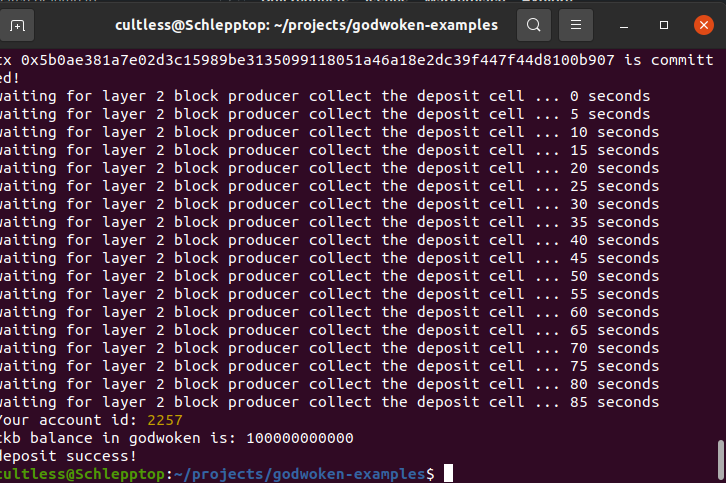 cultless@Schlepptop: ~/projects/godwoken-examples
tx 0x5b0ae381a7e02d3c15989be3135099118051a46a18e2dc39f447f44d8100b907 is committ
ed!
waiting for layer 2 block producer collect the deposit cell ... 0 seconds
waiting for layer 2 block producer collect the deposit cell ... 5 seconds
waiting for layer 2 block producer collect the deposit cell ... 10 seconds
waiting for layer 2 block producer collect the deposit cell ... 15 seconds
waiting for layer 2 block producer collect the deposit cell ... 20 seconds
waiting for layer 2 block producer collect the deposit cell ... 25 seconds
waiting for layer 2 block producer collect the deposit cell ... 30 seconds
waiting for layer 2 block producer collect the deposit cell ... 35 seconds
waiting for layer 2 block producer collect the deposit cell ... 40 seconds
waiting for layer 2 block producer collect the deposit cell ... 45 seconds
waiting for layer 2 block producer collect the deposit cell ... 50 seconds
waiting for layer 2 block producer collect the deposit cell ... 55 seconds
waiting for layer 2 block producer collect the deposit cell ... 60 seconds
waiting for layer 2 block producer collect the deposit cell ... 65 seconds
waiting for layer 2 block producer collect the deposit cell ... 70 seconds
waiting for layer 2 block producer collect the deposit cell ... 75 seconds
waiting for layer 2 block producer collect the deposit cell ... 80 seconds
waiting for layer 2 block producer collect the deposit cell ... 85 seconds
Your account id: 2257
ckb balance in godwoken is: 100000000000
deposit success!
cultless@Schlepptop:~/projects/godwoken-examples$